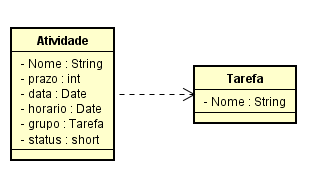 Atividade
- Nome : String
- prazo : int
- data : Date
- horario : Date
- grupo : Tarefa
- status : short
Tarefa
- Nome : String